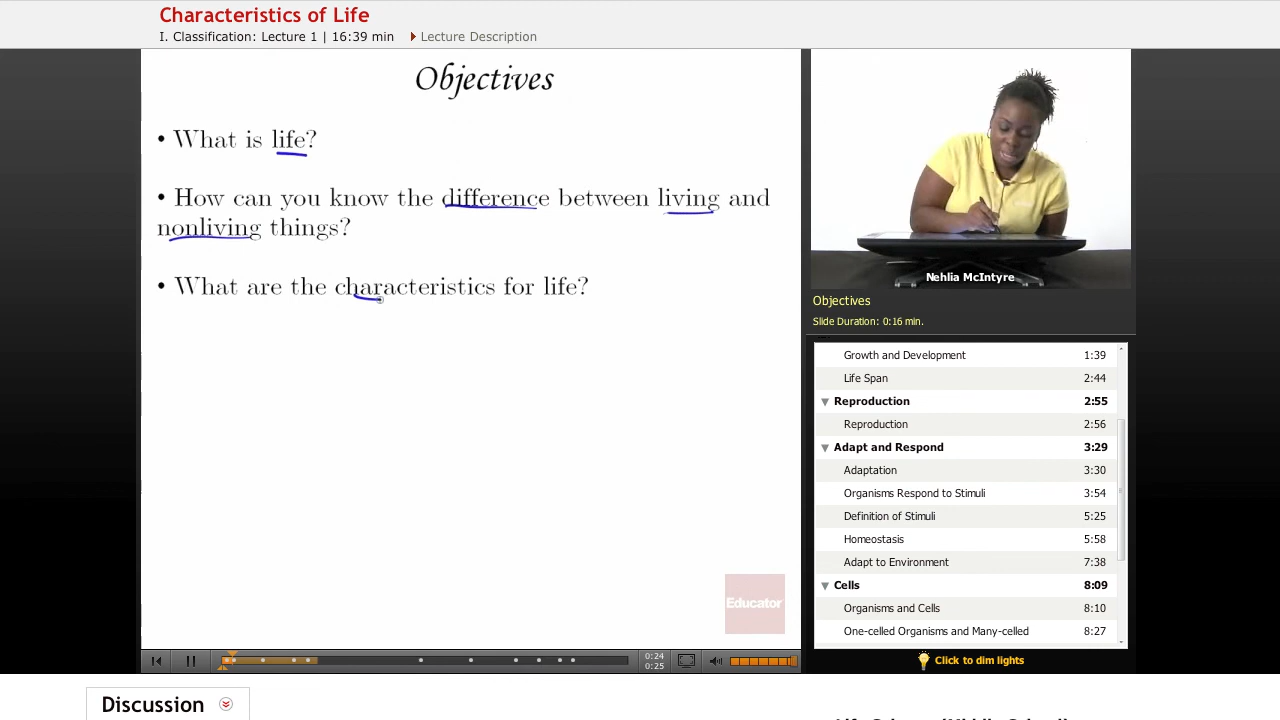 Characteristics of Life
I. Classification: Lecture 1 | 16:39 min
Lecture Description
Objectives
• What is life?
• How can you know the difference between living and
nonliving things?
• What are the characteristics for life?
Educator
Nehlia McIntyre
Objectives
Slide Duration: 0:16 min.
Growth and Development 1:39
Life Span 2:44
Reproduction 2:55
Reproduction 2:56
Adapt and Respond 3:29
Adaptation 3:30
Organisms Respond to Stimuli 3:54
Definition of Stimuli 5:25
Homeostasis 5:58
Adapt to Environment 7:38
Cells 8:09
Organisms and Cells 8:10
One-celled Organisms and Many-celled 8:27
0:24
0:25
Click to dim lights
Discussion